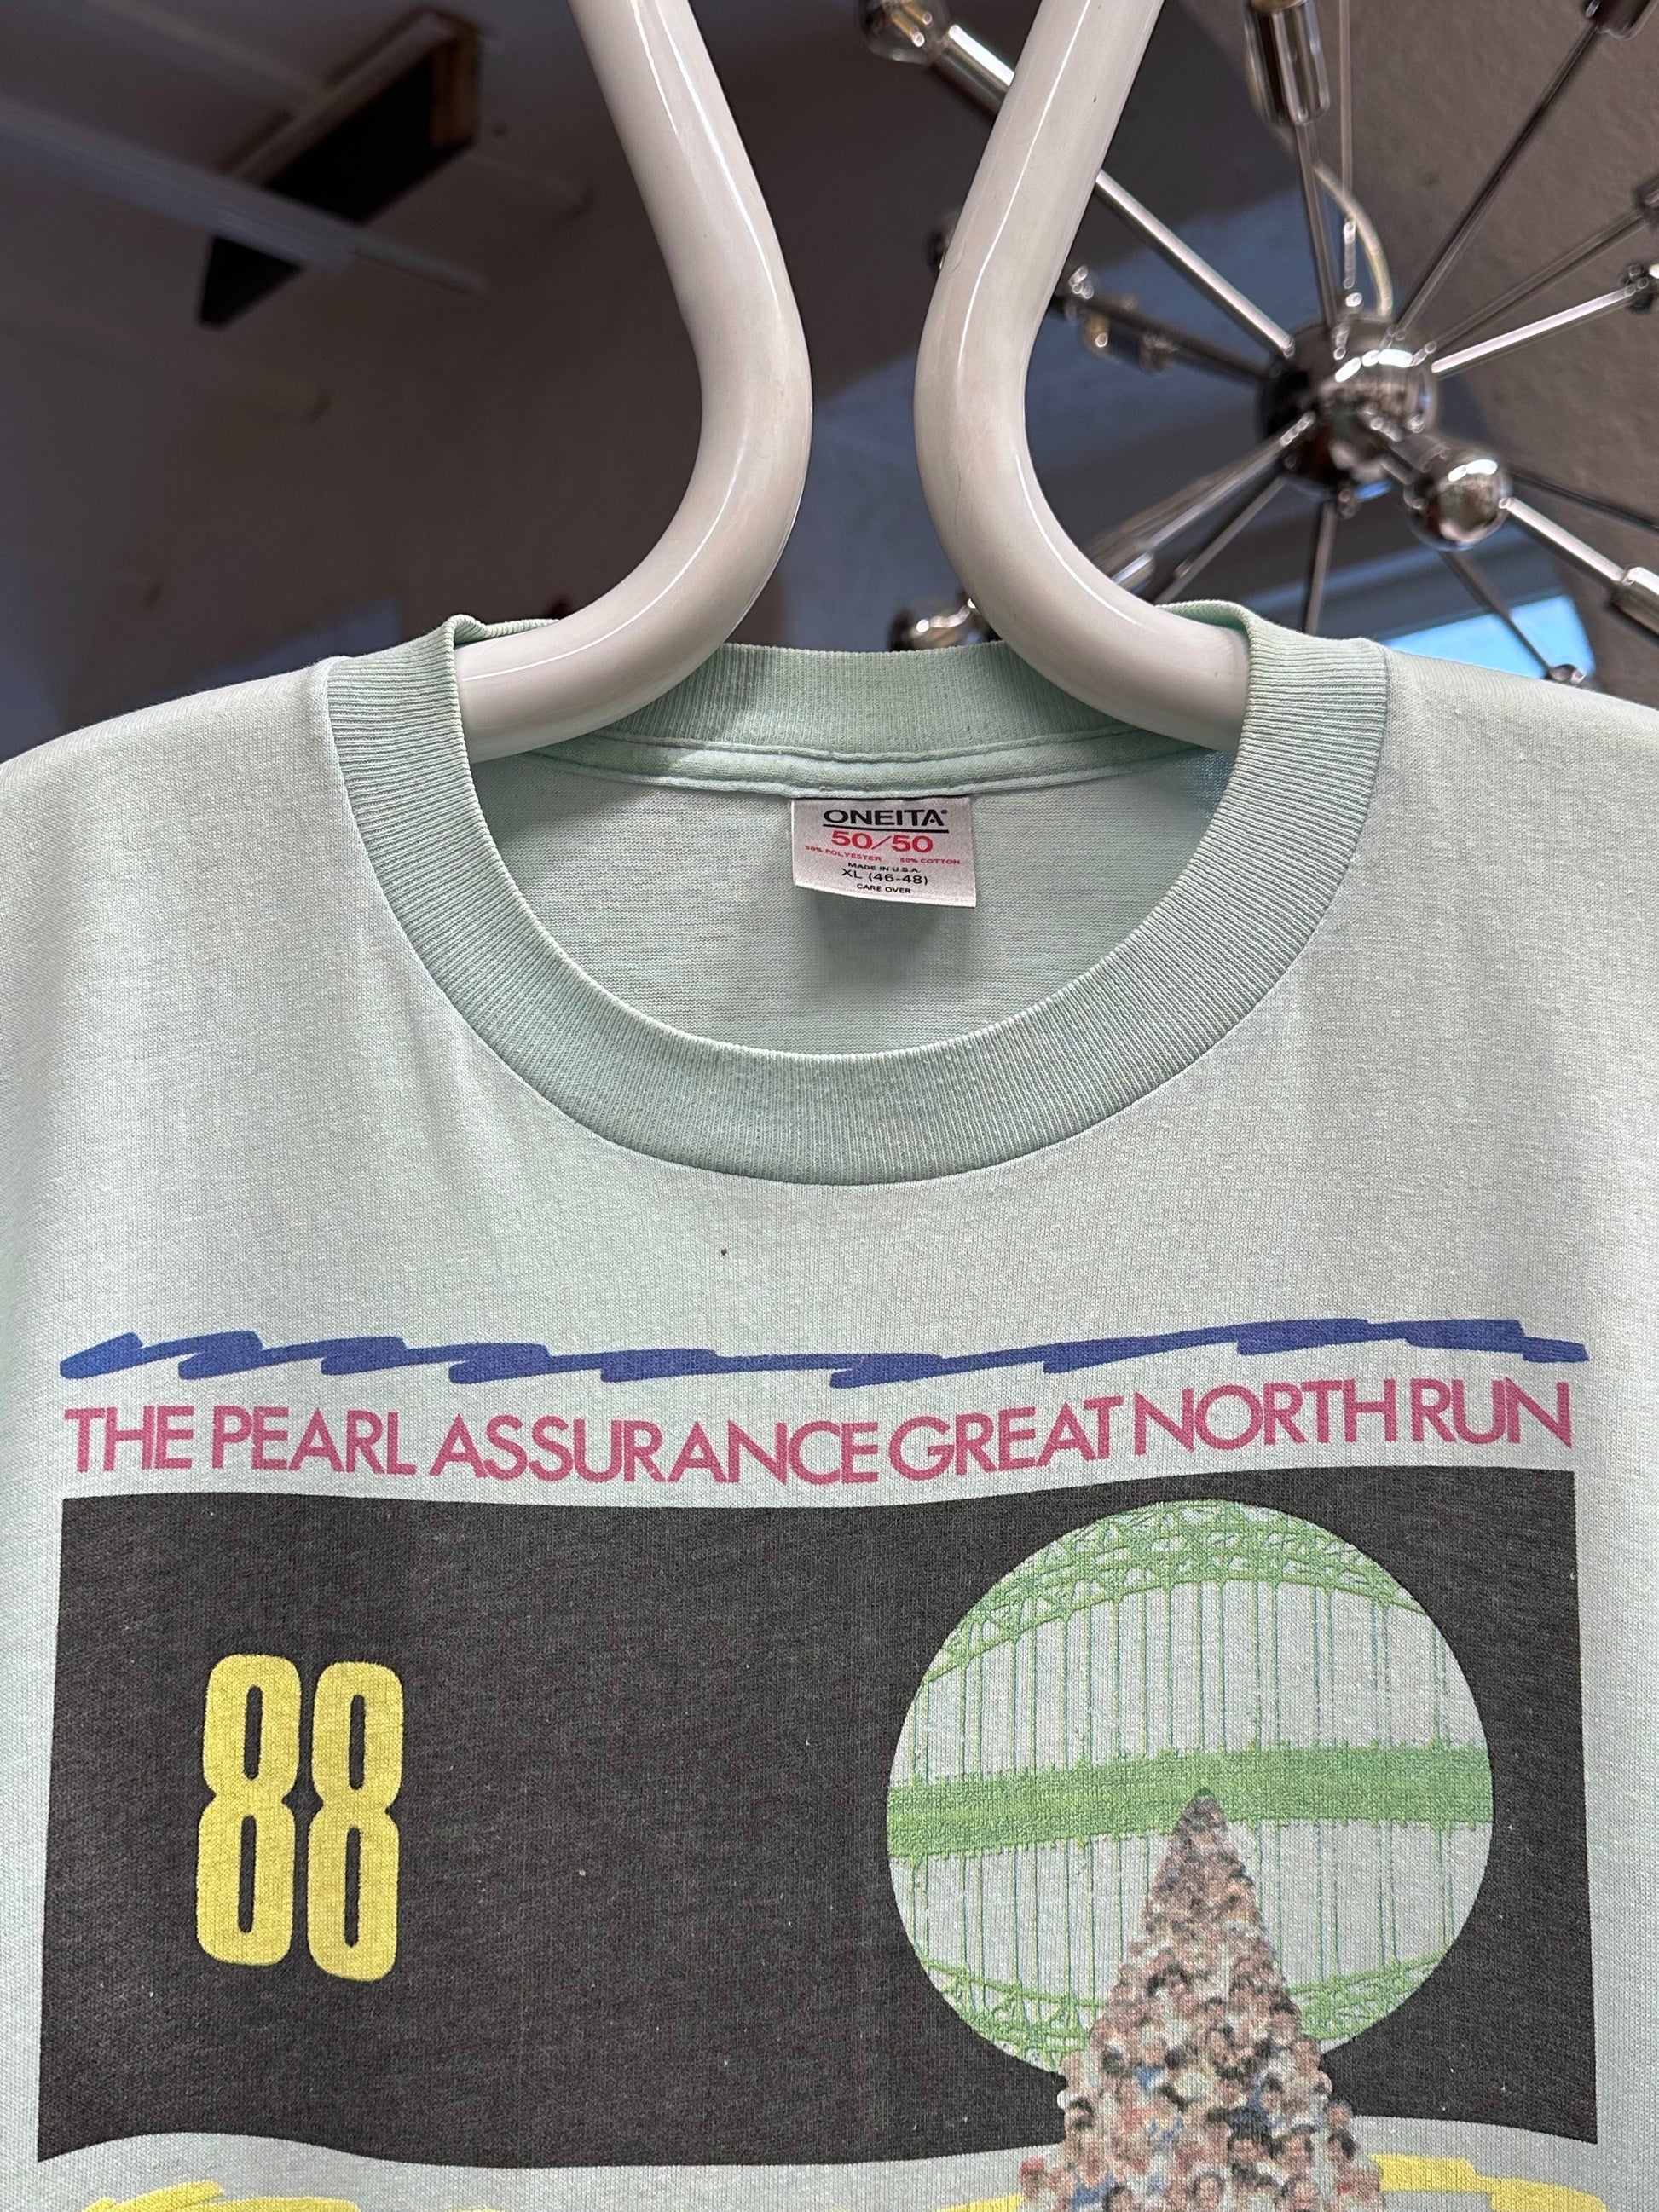 ONEITA®
50/50
50% POLYESTER 50% COTTON
MADE IN U.S.A.
XL (46-48)
CARE OVER
THE PEARL ASSURANCE GREAT NORTH RUN
88